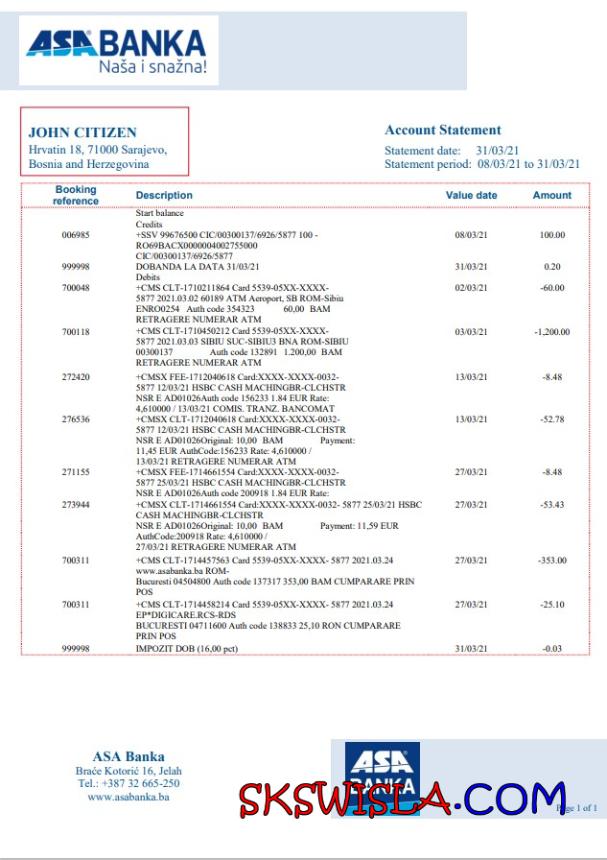 ASA BANKA
Naša i snažna!
JOHN CITIZEN
Hrvatin 18, 71000 Sarajevo,
Bosnia and Herzegovina
Account Statement
Statement date: 31/03/21
Statement period: 08/03/21 to 31/03/21
Booking reference Description Value date Amount
Start balance
Credits
006985 +SSV 99676500 CIC/00300137/6926/5877 100 - 08/03/21 100.00
RO69BACX0000004002755000
CIC/00300137/6926/5877
999998 DOBANDA LA DATA 31/03/21 31/03/21 0.20
Debits
700048 +CMS CLT-1710211864 Card 5539-05XX-XXXX- 02/03/21 -60.00
5877 2021.03.02 60189 ATM Aeroport, SB ROM-Sibiu
ENRO0254 Auth code 354323 60,00 BAM
RETRAGERE NUMERAR ATM
700118 +CMS CLT-1710450212 Card 5539-05XX-XXXX- 03/03/21 -1,200.00
5877 2021.03.03 SIBIU SUC-SIBIU3 BNA ROM-SIBIU
00300137 Auth code 132891 1.200,00 BAM
RETRAGERE NUMERAR ATM
272420 +CMSX FEE-1712040618 Card:XXXX-XXXX-0032- 13/03/21 -8.48
5877 12/03/21 HSBC CASH MACHINGBR-CLCHSTR
NSR E AD01026Auth code 156233 1.84 EUR Rate:
4,610000 / 13/03/21 COMIS. TRANZ. BANCOMAT
276536 +CMSX CLT-1712040618 Card:XXXX-XXXX-0032- 13/03/21 -52.78
5877 12/03/21 HSBC CASH MACHINGBR-CLCHSTR
NSR E AD01026Original: 10,00 BAM Payment:
11,45 EUR AuthCode:156233 Rate: 4,610000 /
13/03/21 RETRAGERE NUMERAR ATM
271155 +CMSX FEE-1714661554 Card:XXXX-XXXX-0032- 27/03/21 -8.48
5877 25/03/21 HSBC CASH MACHINGBR-CLCHSTR
NSR E AD01026Auth code 200918 1.84 EUR Rate:
273944 +CMSX CLT-1714661554 Card:XXXX-XXXX-0032- 5877 25/03/21 HSBC 27/03/21 -53.43
CASH MACHINGBR-CLCHSTR
NSR E AD01026Original: 10,00 BAM Payment: 11,59 EUR
AuthCode:200918 Rate: 4,610000 /
27/03/21 RETRAGERE NUMERAR ATM
700311 +CMS CLT-1714457563 Card 5539-05XX-XXXX- 5877 2021.03.24 27/03/21 -353.00
www.asabanka.ba ROM-
Bucuresti 04504800 Auth code 137317 353,00 BAM CUMPARARE PRIN
POS
700311 +CMS CLT-1714458214 Card 5539-05XX-XXXX- 5877 2021.03.24 27/03/21 -25.10
EP*DIGICARE.RCS-RDS
BUCURESTI 04711600 Auth code 138833 25,10 RON CUMPARARE
PRIN POS
999998 IMPOZIT DOB (16,00 pct) 31/03/21 -0.03
ASA Banka
Braće Kotorić 16, Jelah
Tel.: +387 32 665-250
www.asabanka.ba
ASA
BANKA
SKSWISLA.COM
Page 1 of 1